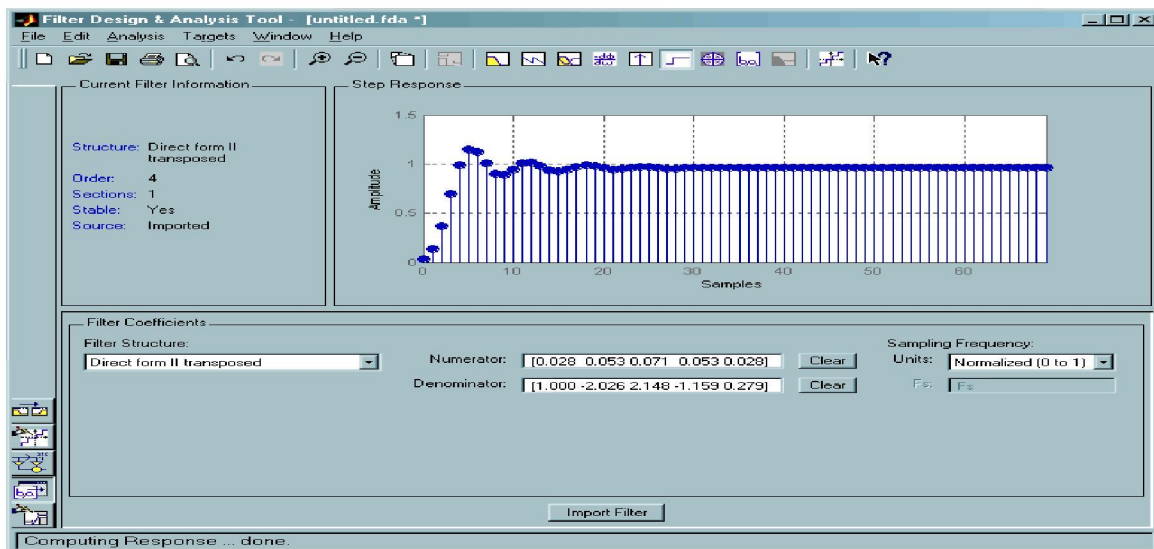 Filter Design & Analysis Tool - [untitled.fda *]
File Edit Analysis Targets Window Help
Current Filter Information
Structure: Direct form II
transposed
Order: 4
Sections: 1
Stable: Yes
Source: Imported
Step Response
1.5
1
0.5
0
Amplitude
0 10 20 30 40 50 60
Samples
Filter Coefficients
Filter Structure:
Direct form II transposed
Numerator: [0.028 0.053 0.071 0.053 0.028] Clear
Denominator: [1.000 -2.026 2.148 -1.159 0.279] Clear
Sampling Frequency:
Units: Normalized (0 to 1)
Fs: Fs
Import Filter
Computing Response ... done.